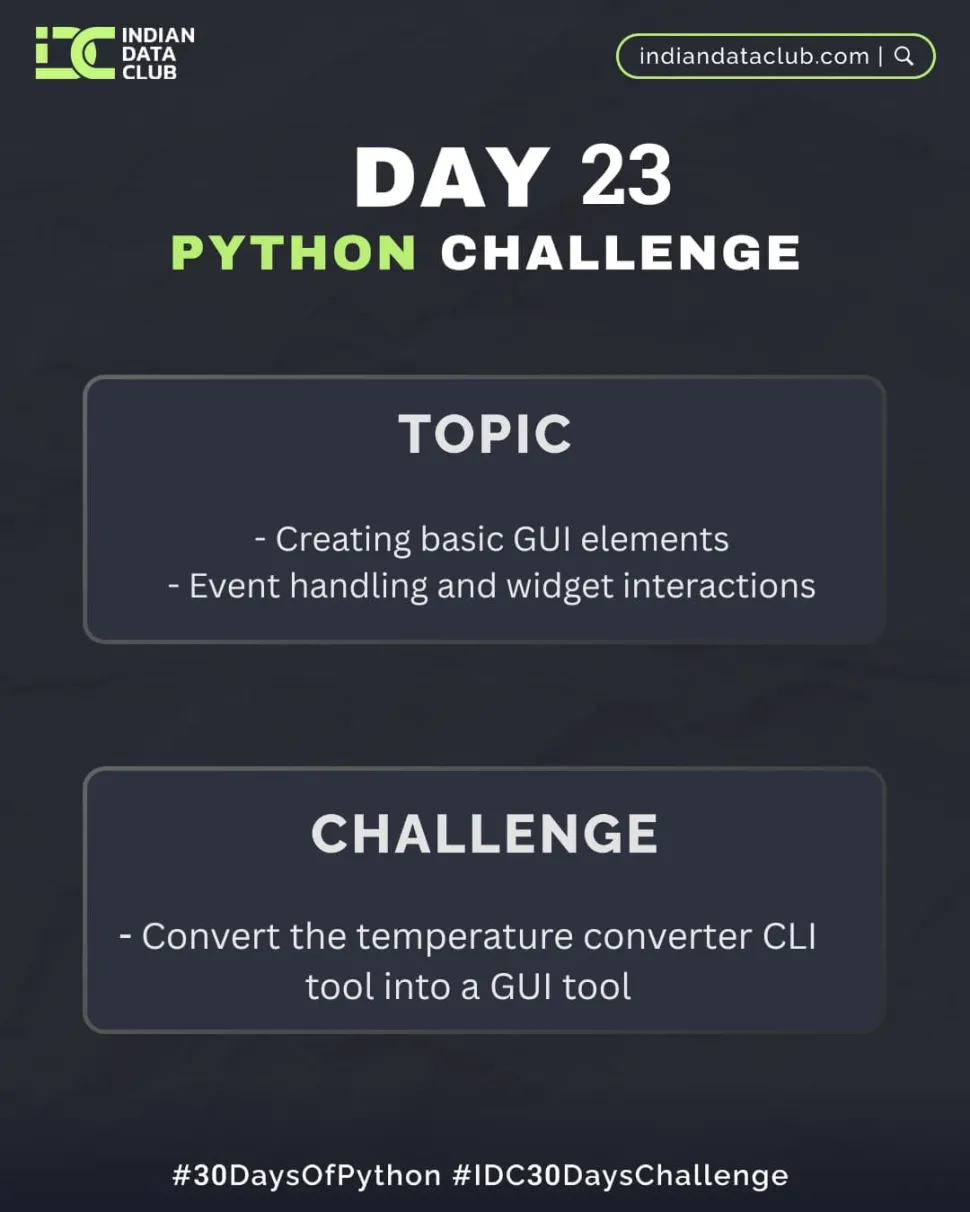 INDIAN
DATA
CLUB
indiandataclub.com |
DAY 23
PYTHON CHALLENGE
TOPIC
- Creating basic GUI elements
- Event handling and widget interactions
CHALLENGE
- Convert the temperature converter CLI
tool into a GUI tool
#30DaysOfPython #IDC30DaysChallenge